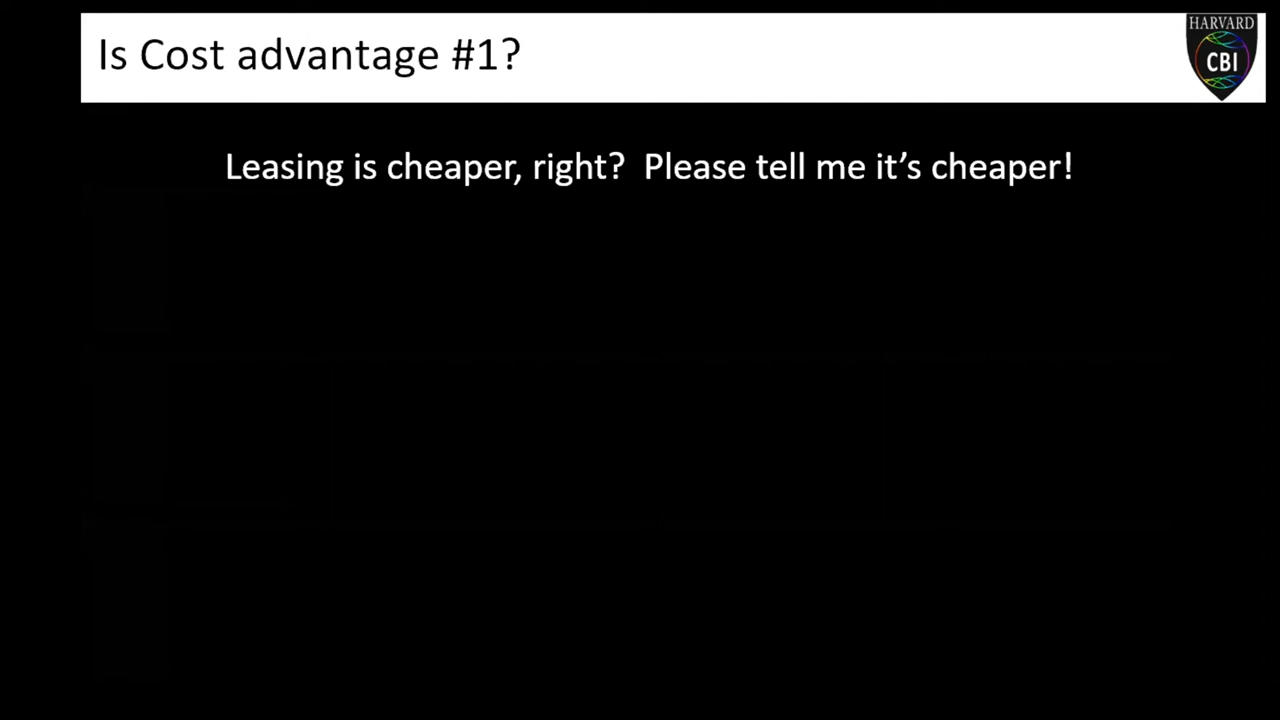 Is Cost advantage #1?
HARVARD
CBI
Leasing is cheaper, right?  Please tell me it’s cheaper!